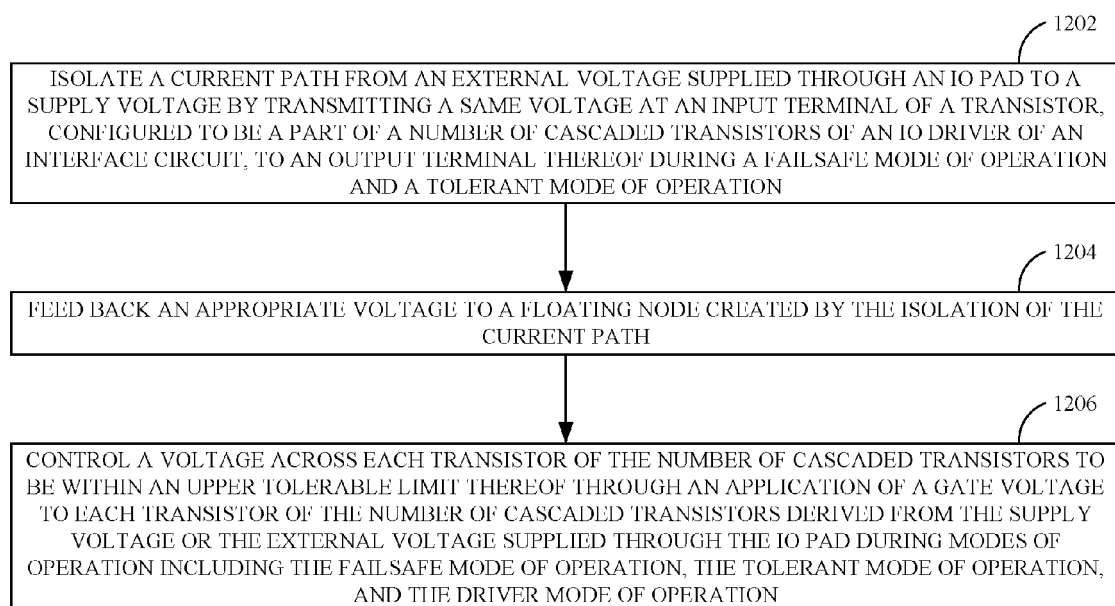 1202
ISOLATE A CURRENT PATH FROM AN EXTERNAL VOLTAGE SUPPLIED THROUGH AN IO PAD TO A
SUPPLY VOLTAGE BY TRANSMITTING A SAME VOLTAGE AT AN INPUT TERMINAL OF A TRANSISTOR,
CONFIGURED TO BE A PART OF A NUMBER OF CASCADED TRANSISTORS OF AN IO DRIVER OF AN
INTERFACE CIRCUIT, TO AN OUTPUT TERMINAL THEREOF DURING A FAILSAFE MODE OF OPERATION
AND A TOLERANT MODE OF OPERATION
1204
FEED BACK AN APPROPRIATE VOLTAGE TO A FLOATING NODE CREATED BY THE ISOLATION OF THE
CURRENT PATH
1206
CONTROL A VOLTAGE ACROSS EACH TRANSISTOR OF THE NUMBER OF CASCADED TRANSISTORS TO
BE WITHIN AN UPPER TOLERABLE LIMIT THEREOF THROUGH AN APPLICATION OF A GATE VOLTAGE
TO EACH TRANSISTOR OF THE NUMBER OF CASCADED TRANSISTORS DERIVED FROM THE SUPPLY
VOLTAGE OR THE EXTERNAL VOLTAGE SUPPLIED THROUGH THE IO PAD DURING MODES OF
OPERATION INCLUDING THE FAILSAFE MODE OF OPERATION, THE TOLERANT MODE OF OPERATION,
AND THE DRIVER MODE OF OPERATION